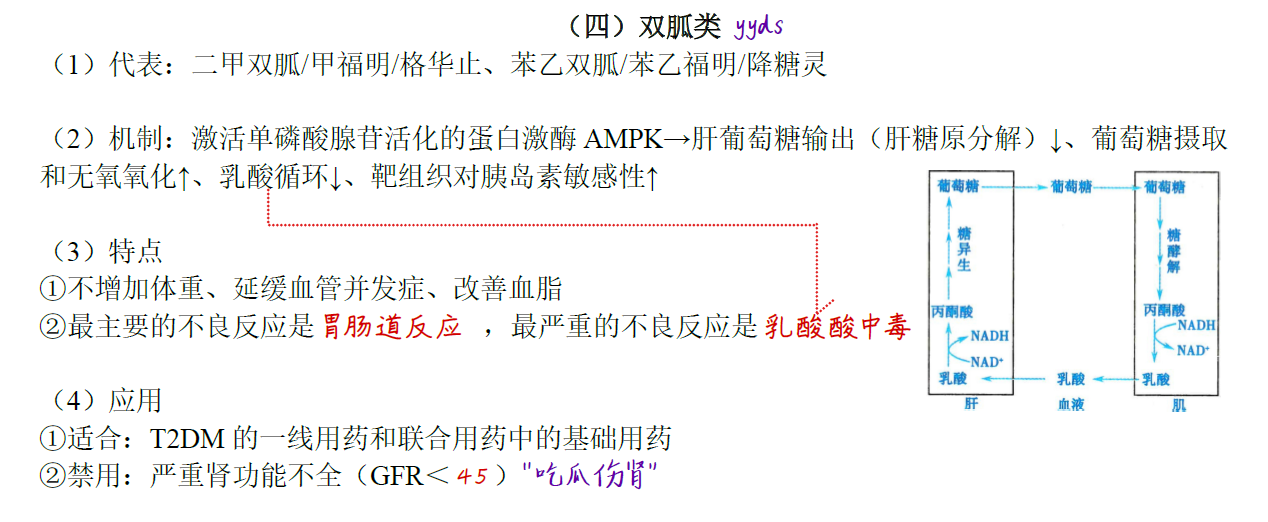 （四）双胍类 yyds
（1）代表：二甲双胍/甲福明/格华止、苯乙双胍/苯乙福明/降糖灵
（2）机制：激活单磷酸腺苷活化的蛋白激酶 AMPK→肝葡萄糖输出（肝糖原分解）↓、葡萄糖摄取
和无氧氧化↑、乳酸循环↓、靶组织对胰岛素敏感性↑
（3）特点
①不增加体重、延缓血管并发症、改善血脂
②最主要的不良反应是胃肠道反应 ，最严重的不良反应是乳酸酸中毒
（4）应用
①适合：T2DM 的一线用药和联合用药中的基础用药
②禁用：严重肾功能不全（GFR＜45）"吃瓜伤肾"
葡萄糖 葡萄糖 葡萄糖
糖异生
糖酵解
丙酮酸 丙酮酸
NADH NADH
NAD⁺ NAD⁺
乳酸 乳酸 乳酸
肝 血液 肌